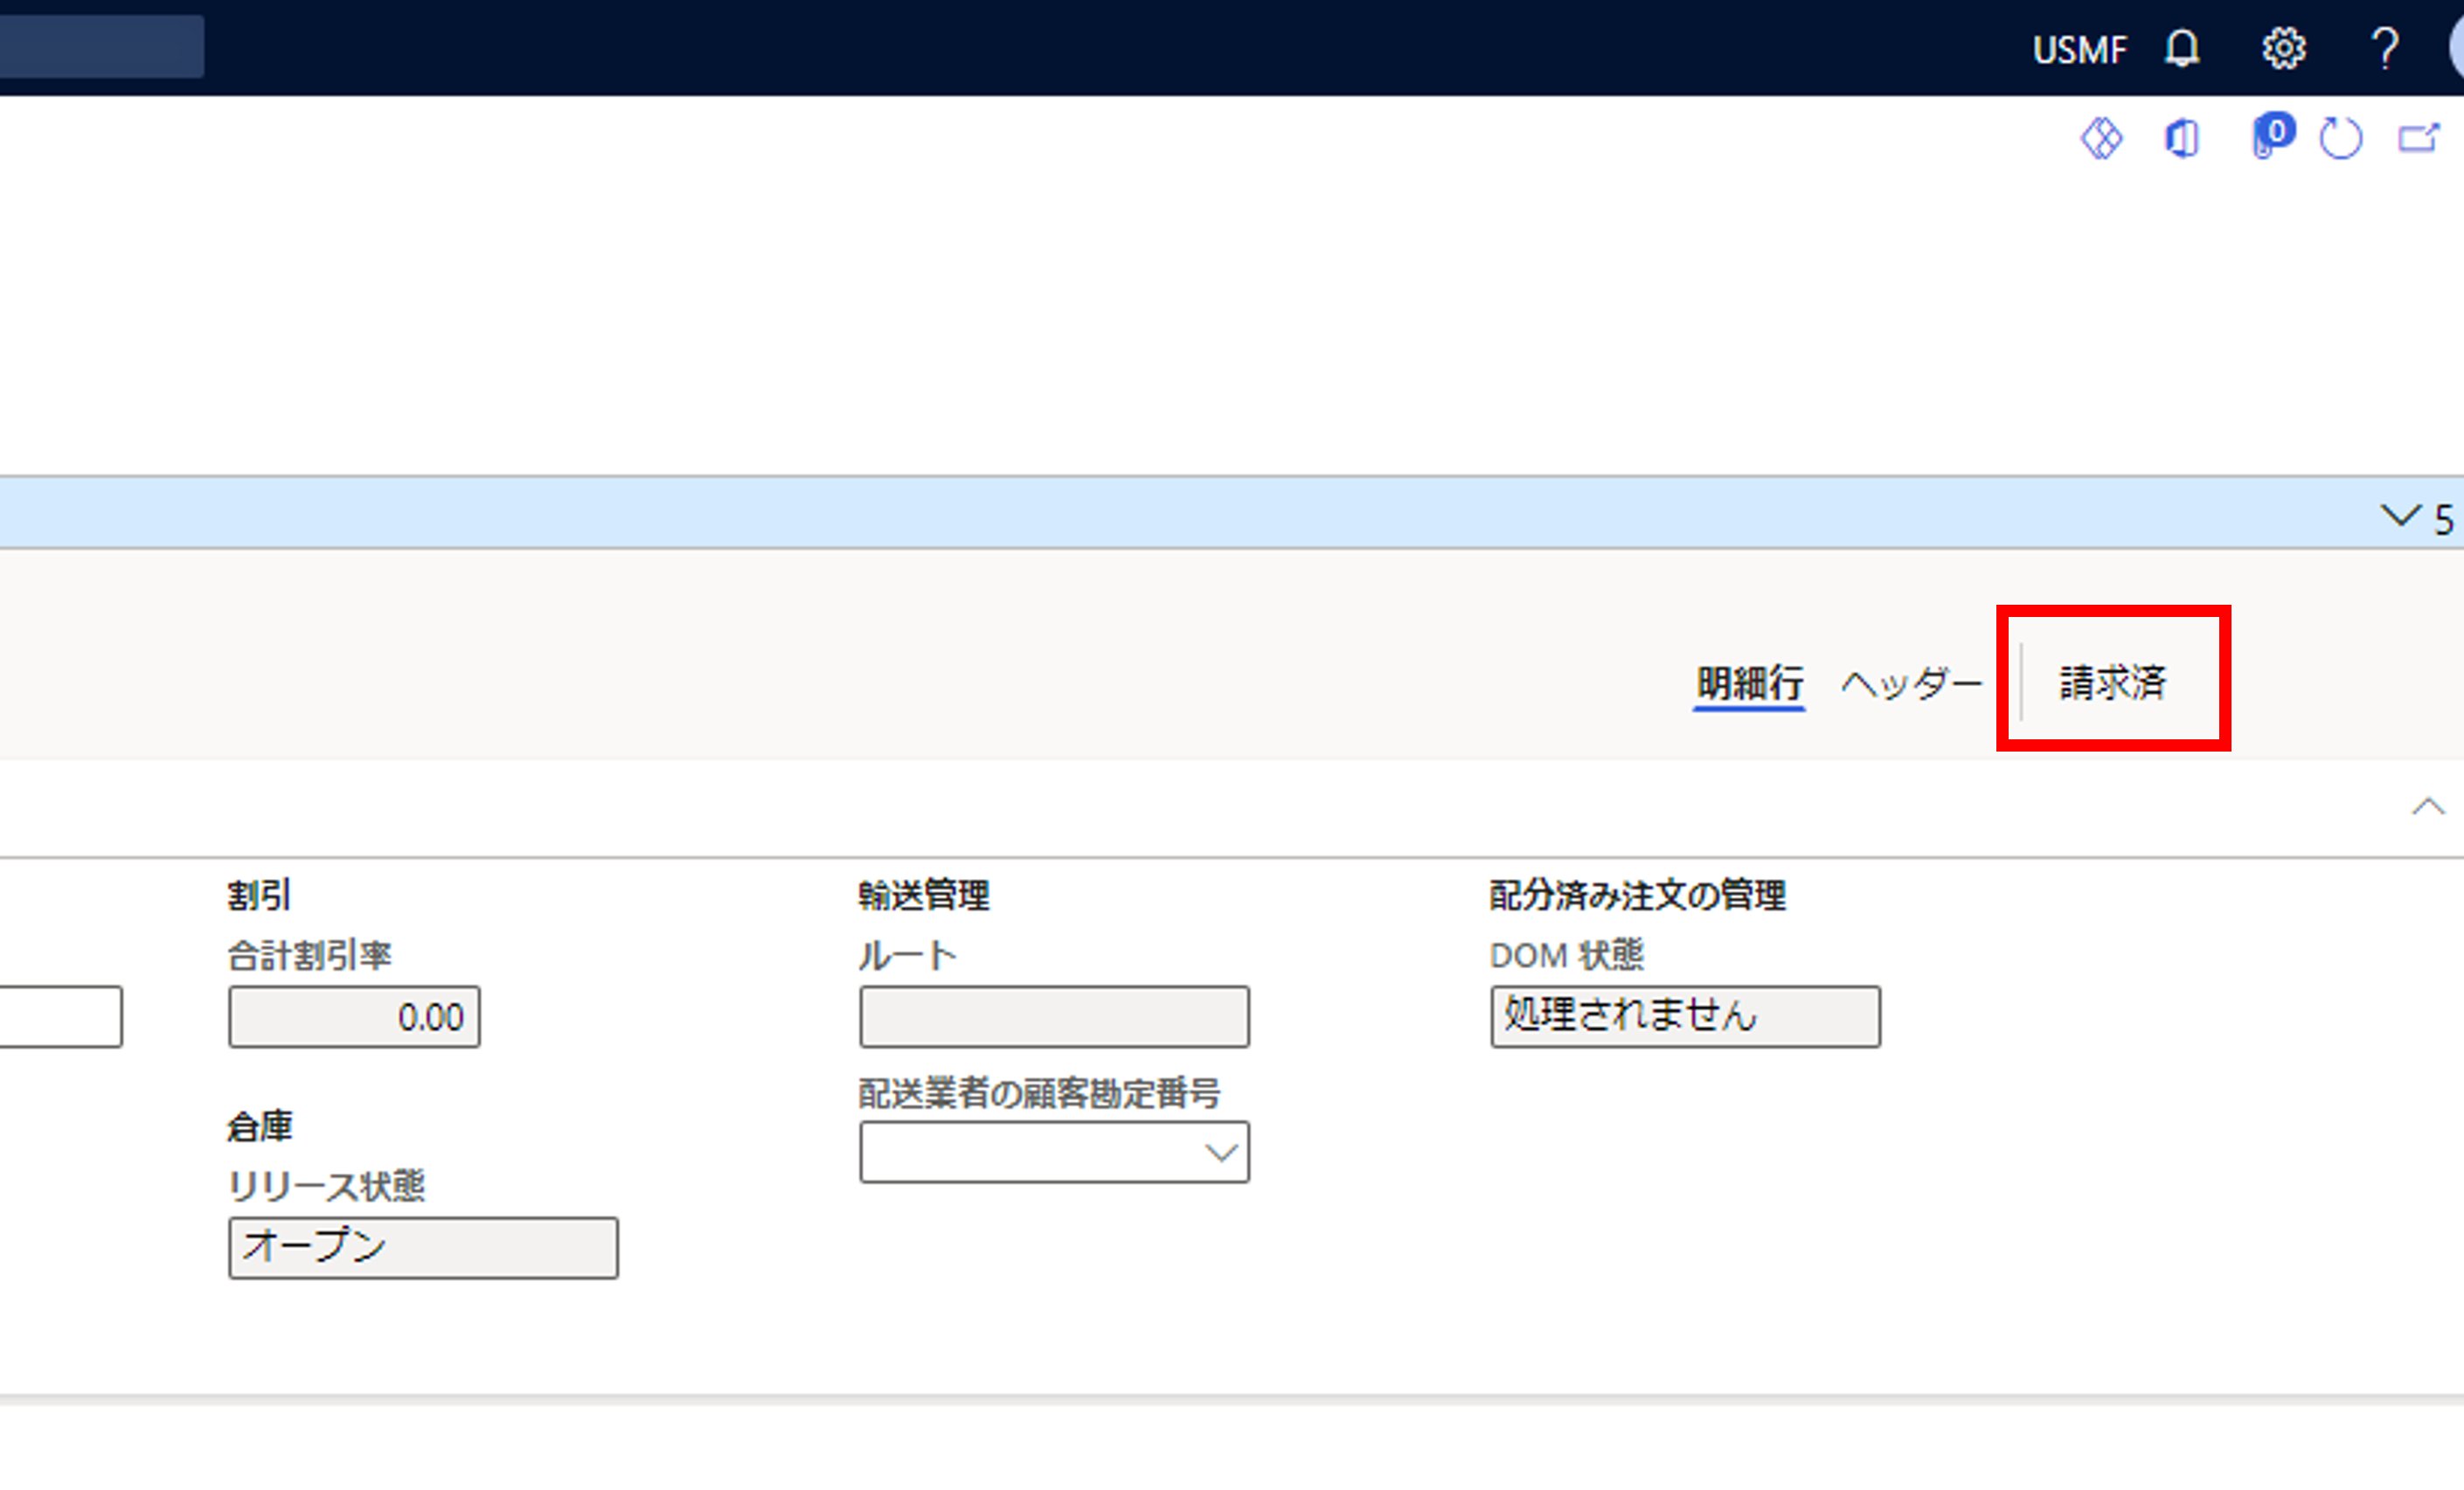 USMF
?
0
5
明細行 ヘッダー 請求済
割引
合計割引率
0.00
倉庫
リリース状態
オープン
輸送管理
ルート
配送業者の顧客勘定番号
配分済み注文の管理
DOM 状態
処理されません